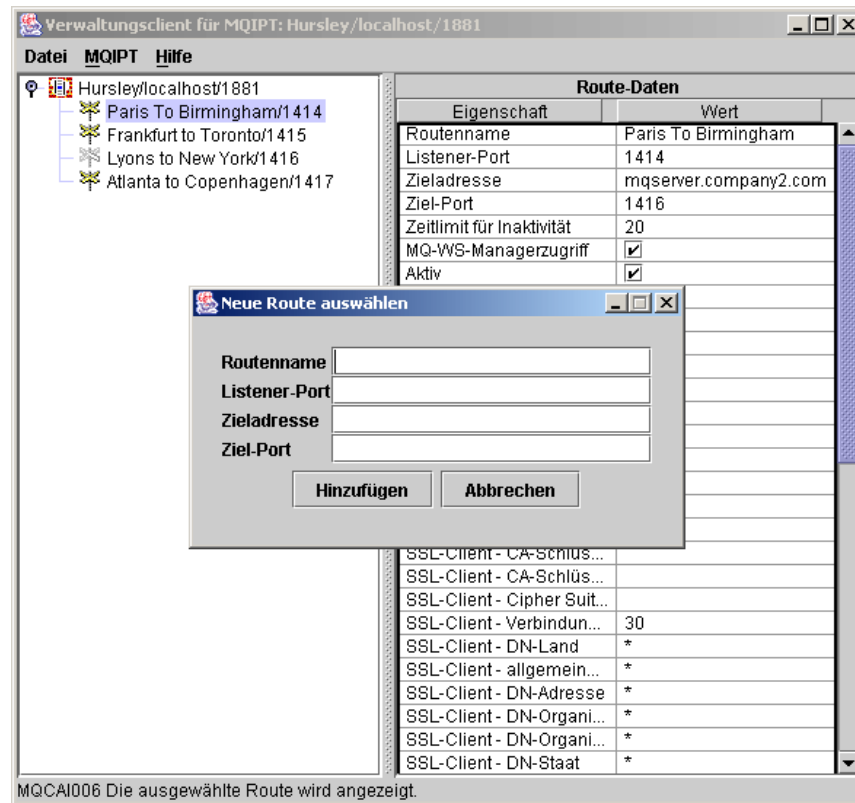 Verwaltungsclient für MQIPT: Hursley/localhost/1881
Datei MQIPT Hilfe
Hursley/localhost/1881
Paris To Birmingham/1414
Frankfurt to Toronto/1415
Lyons to New York/1416
Atlanta to Copenhagen/1417
Route-Daten
Eigenschaft Wert
Routenname Paris To Birmingham
Listener-Port 1414
Zieladresse mqserver.company2.com
Ziel-Port 1416
Zeitlimit für Inaktivität 20
MQ-WS-Managerzugriff
Aktiv
Neue Route auswählen
Routenname
Listener-Port
Zieladresse
Ziel-Port
Hinzufügen Abbrechen
SSL-Client - CA-Schlüs...
SSL-Client - CA-Schlüs...
SSL-Client - Cipher Suit...
SSL-Client - Verbindun... 30
SSL-Client - DN-Land *
SSL-Client - allgemein... *
SSL-Client - DN-Adresse *
SSL-Client - DN-Organi... *
SSL-Client - DN-Organi... *
SSL-Client - DN-Staat *
MQCAI006 Die ausgewählte Route wird angezeigt.